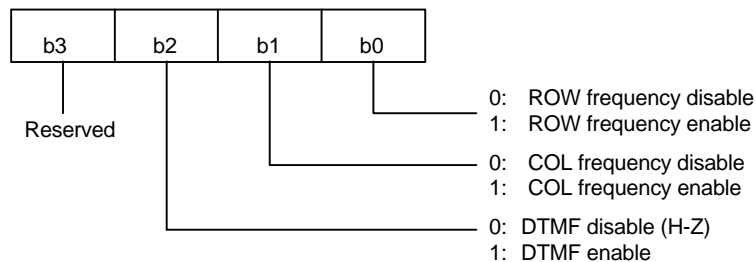 b3 b2 b1 b0
Reserved
0: ROW frequency disable
1: ROW frequency enable
0: COL frequency disable
1: COL frequency enable
0: DTMF disable (H-Z)
1: DTMF enable